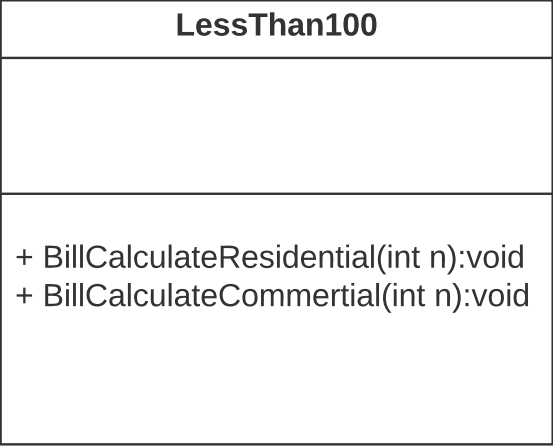 LessThan100
+ BillCalculateResidential(int n):void
+ BillCalculateCommertial(int n):void